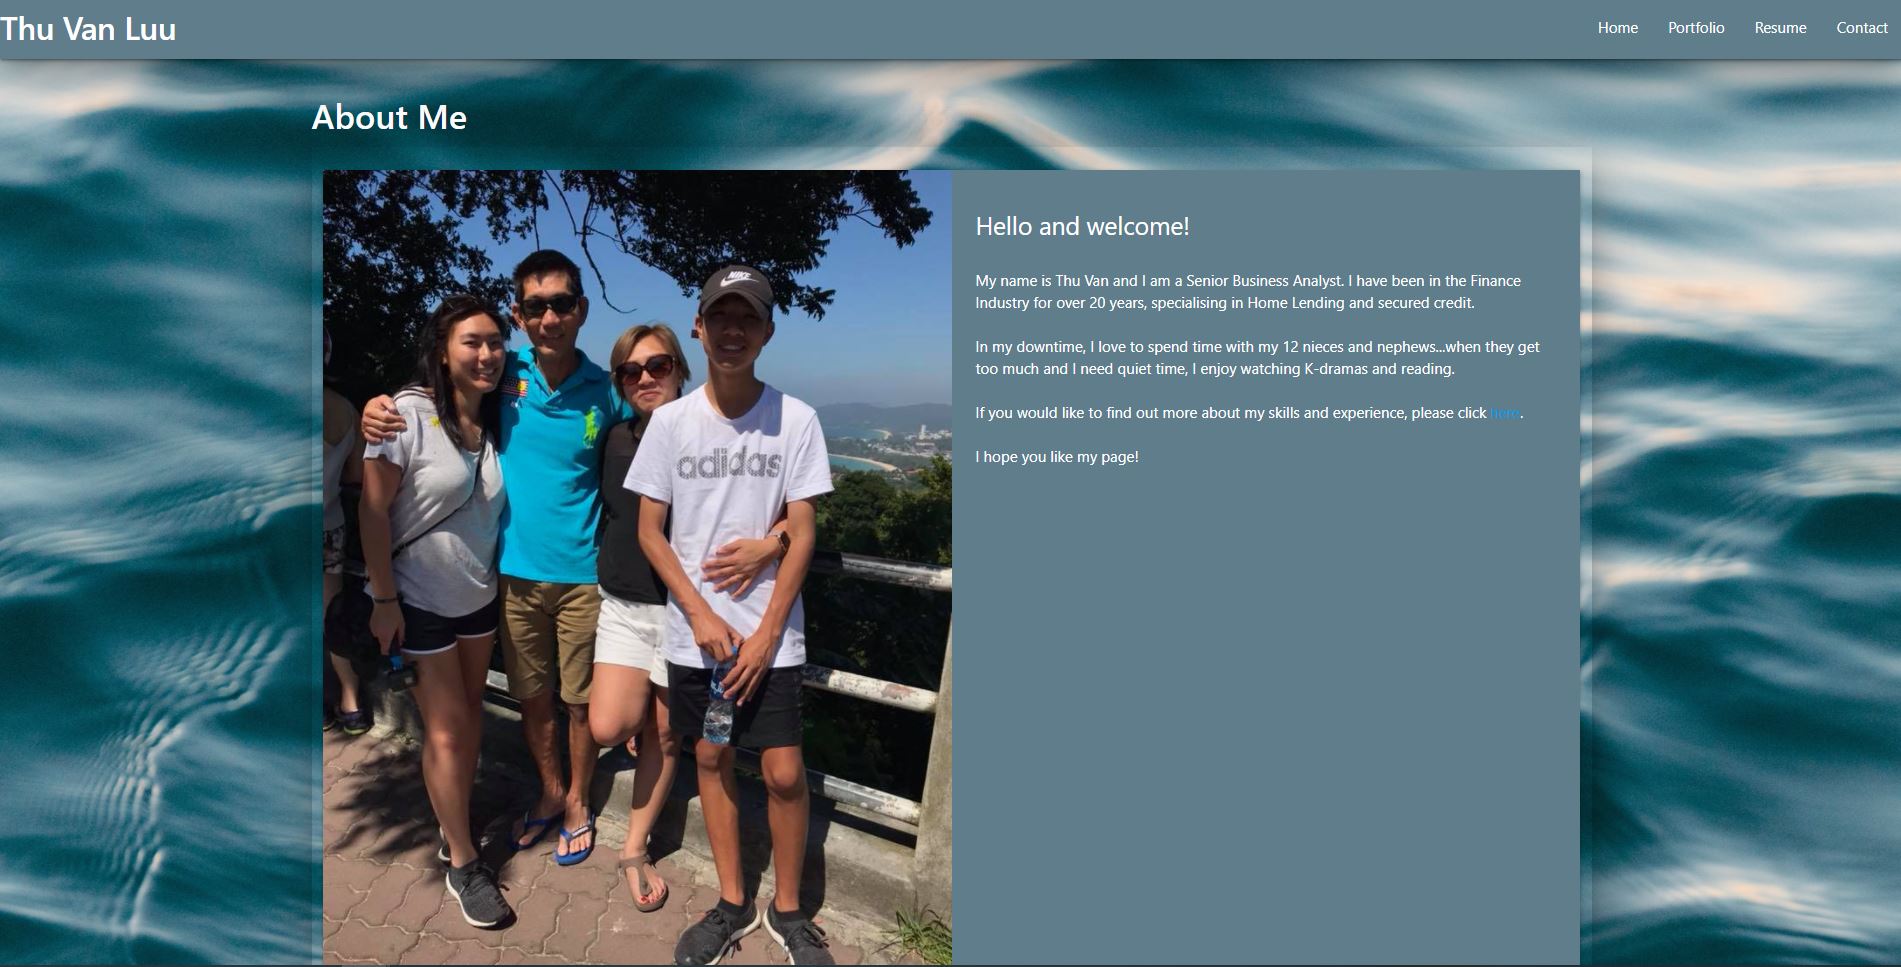 Thu Van Luu
Home Portfolio Resume Contact
About Me
NIKE
adidas
Hello and welcome!
My name is Thu Van and I am a Senior Business Analyst. I have been in the Finance
Industry for over 20 years, specialising in Home Lending and secured credit.
In my downtime, I love to spend time with my 12 nieces and nephews...when they get
too much and I need quiet time, I enjoy watching K-dramas and reading.
If you would like to find out more about my skills and experience, please click here.
I hope you like my page!